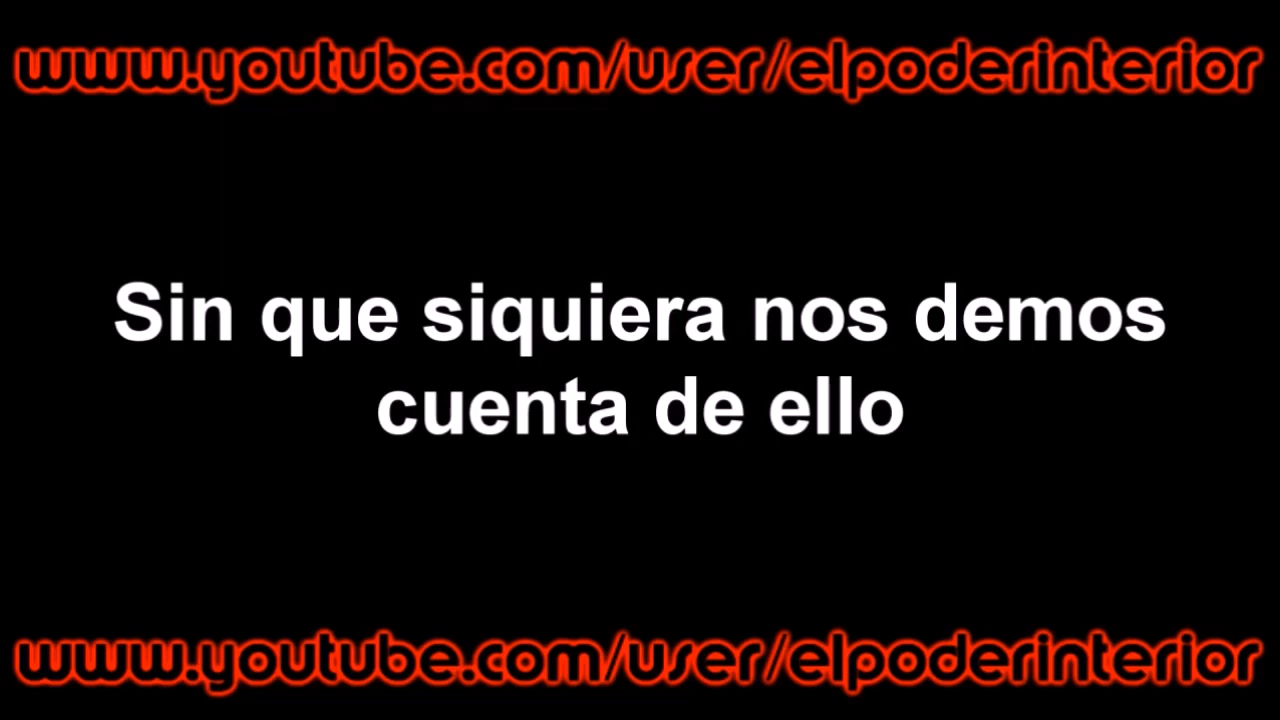 www.youtube.com/user/elpoderinterior
Sin que siquiera nos demos
cuenta de ello
www.youtube.com/user/elpoderinterior